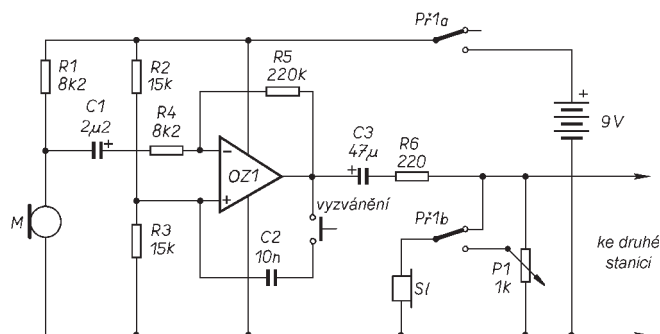 Př1a
R1
8k2
R2
15k
R5
220k
C1
2µ2
+
R4
8k2
+
9V
C3
47µ
+
R6
220
−
+
OZ1
vyzvánění
M
R3
15k
C2
10n
Př1b
Sl
P1
1k
ke druhé
stanici